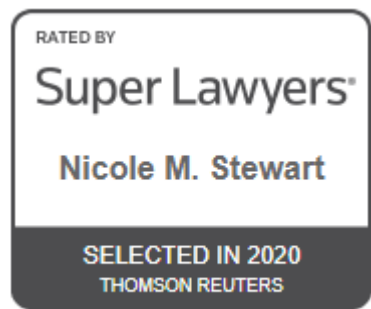 RATED BY
Super Lawyers®
Nicole M. Stewart
SELECTED IN 2020
THOMSON REUTERS